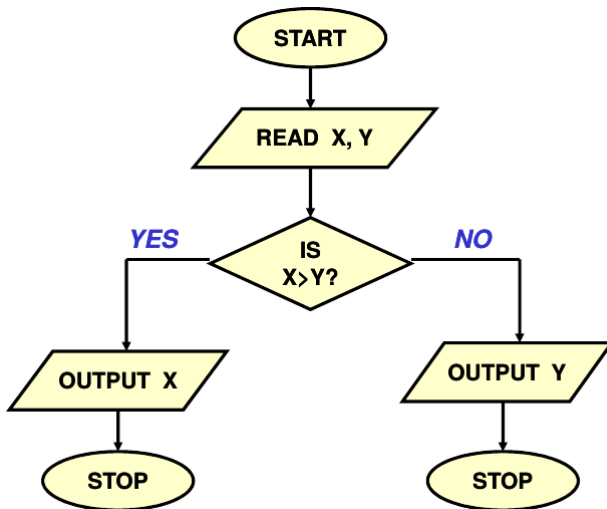 START
READ X, Y
YES
IS
X>Y?
NO
OUTPUT X
OUTPUT Y
STOP
STOP